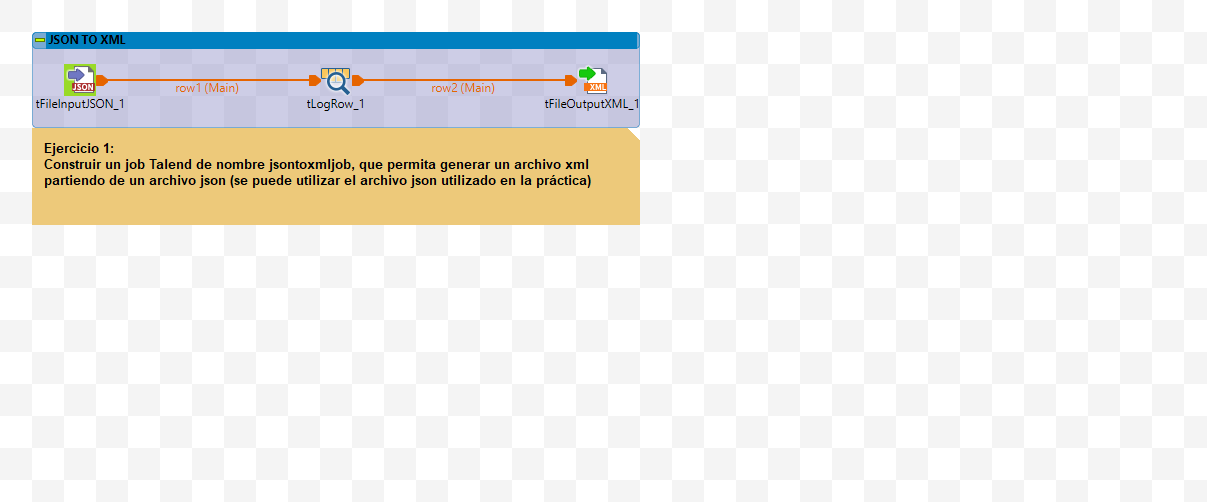 JSON TO XML
JSON
XML
row1 (Main)
row2 (Main)
tFileInputJSON_1
tLogRow_1
tFileOutputXML_1
Ejercicio 1:
Construir un job Talend de nombre jsontoxmljob, que permita generar un archivo xml
partiendo de un archivo json (se puede utilizar el archivo json utilizado en la práctica)